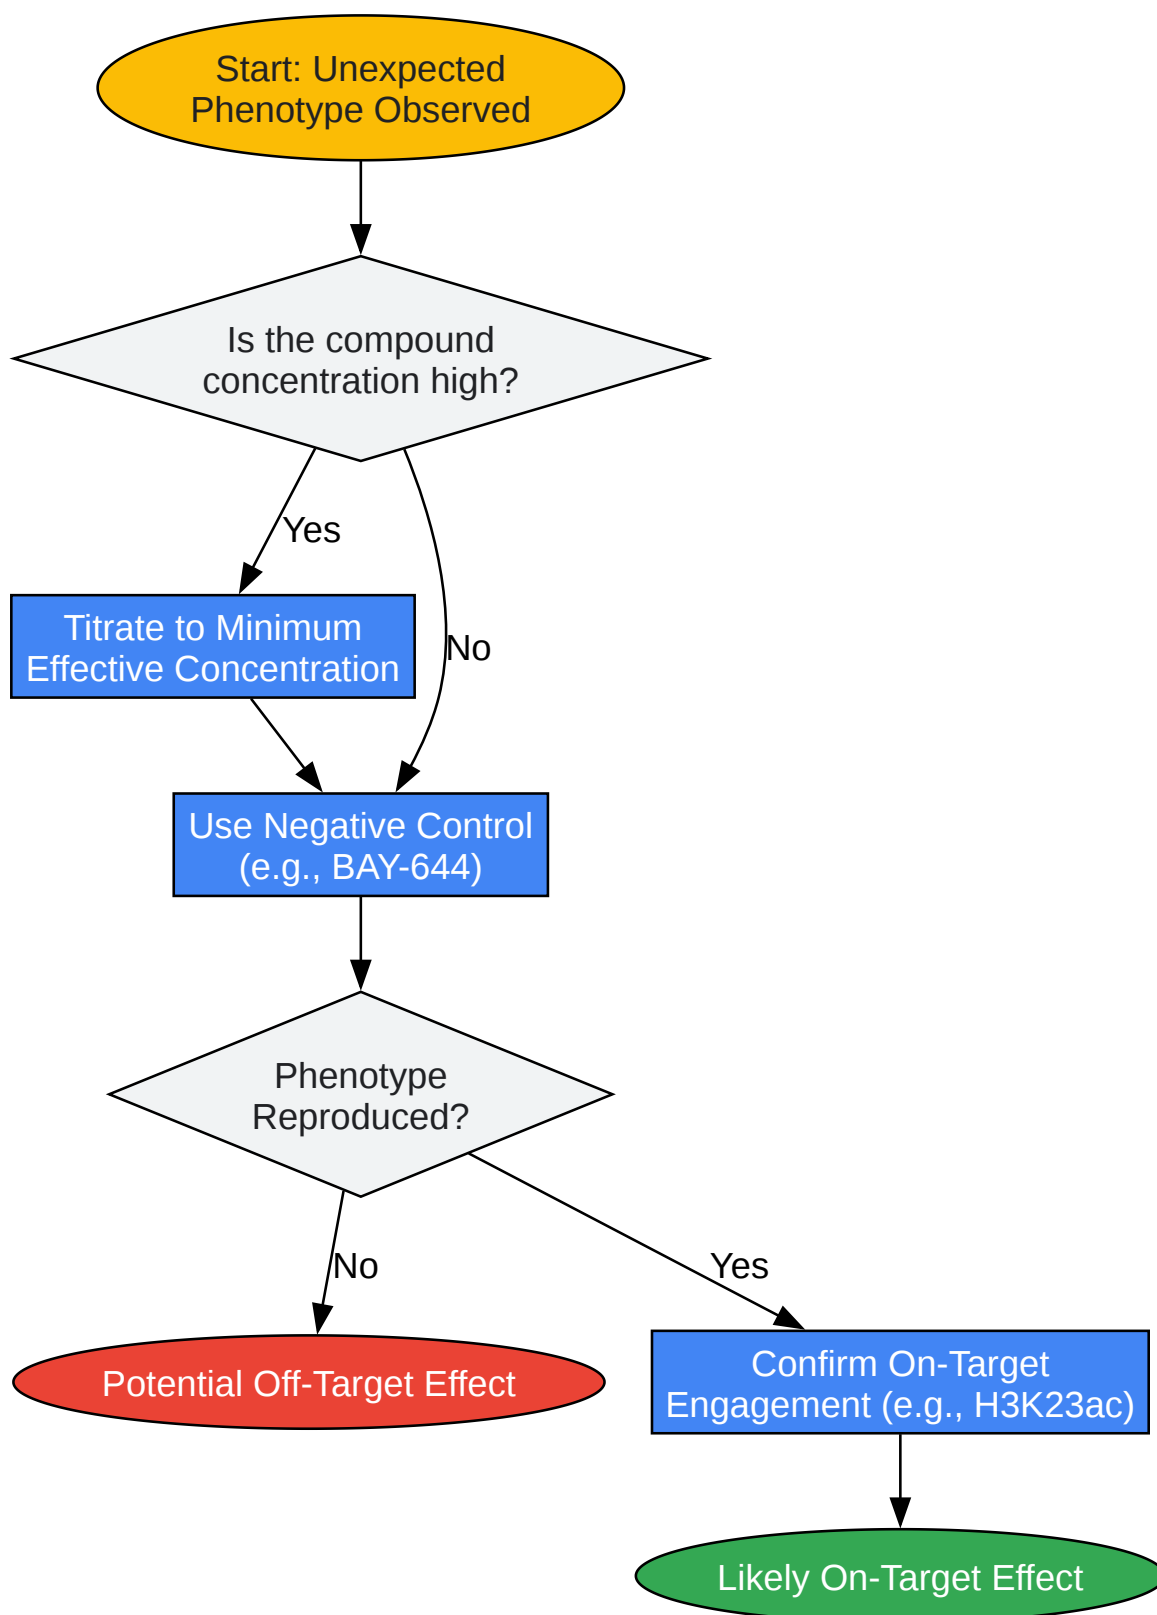 Start: Unexpected
Phenotype Observed
Is the compound
concentration high?
Yes
Titrate to Minimum
Effective Concentration
No
Use Negative Control
(e.g., BAY-644)
Phenotype
Reproduced?
No
Yes
Potential Off-Target Effect
Confirm On-Target
Engagement (e.g., H3K23ac)
Likely On-Target Effect